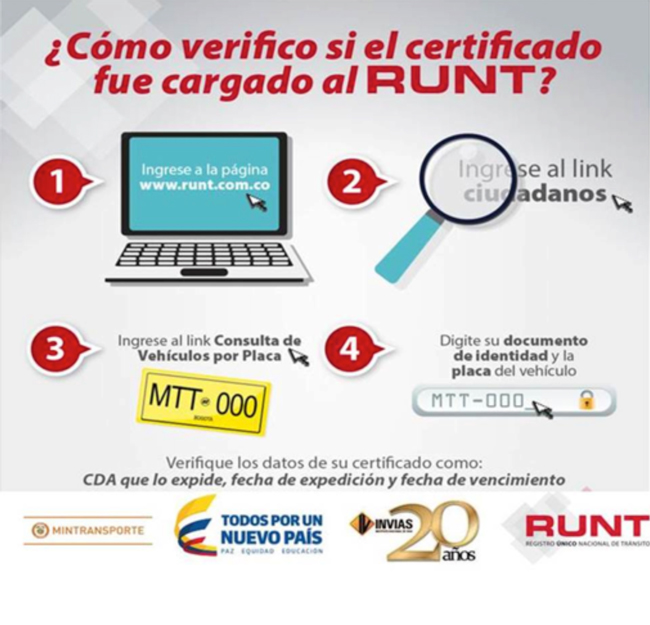 ¿Cómo verifico si el certificado
fue cargado al RUNT?
1
Ingrese a la página
www.runt.com.co
2
Ingrese al link
ciudadanos
3
Ingrese al link Consulta de
Vehículos por Placa
MTT-000
BOGOTA
4
Digite su documento
de identidad y la
placa del vehículo
MTT-000_
Verifique los datos de su certificado como:
CDA que lo expide, fecha de expedición y fecha de vencimiento
MINTRANSPORTE
TODOS POR UN
NUEVO PAÍS
PAZ EQUIDAD EDUCACIÓN
INVIAS
20
años
RUNT
REGISTRO ÚNICO NACIONAL DE TRÁNSITO